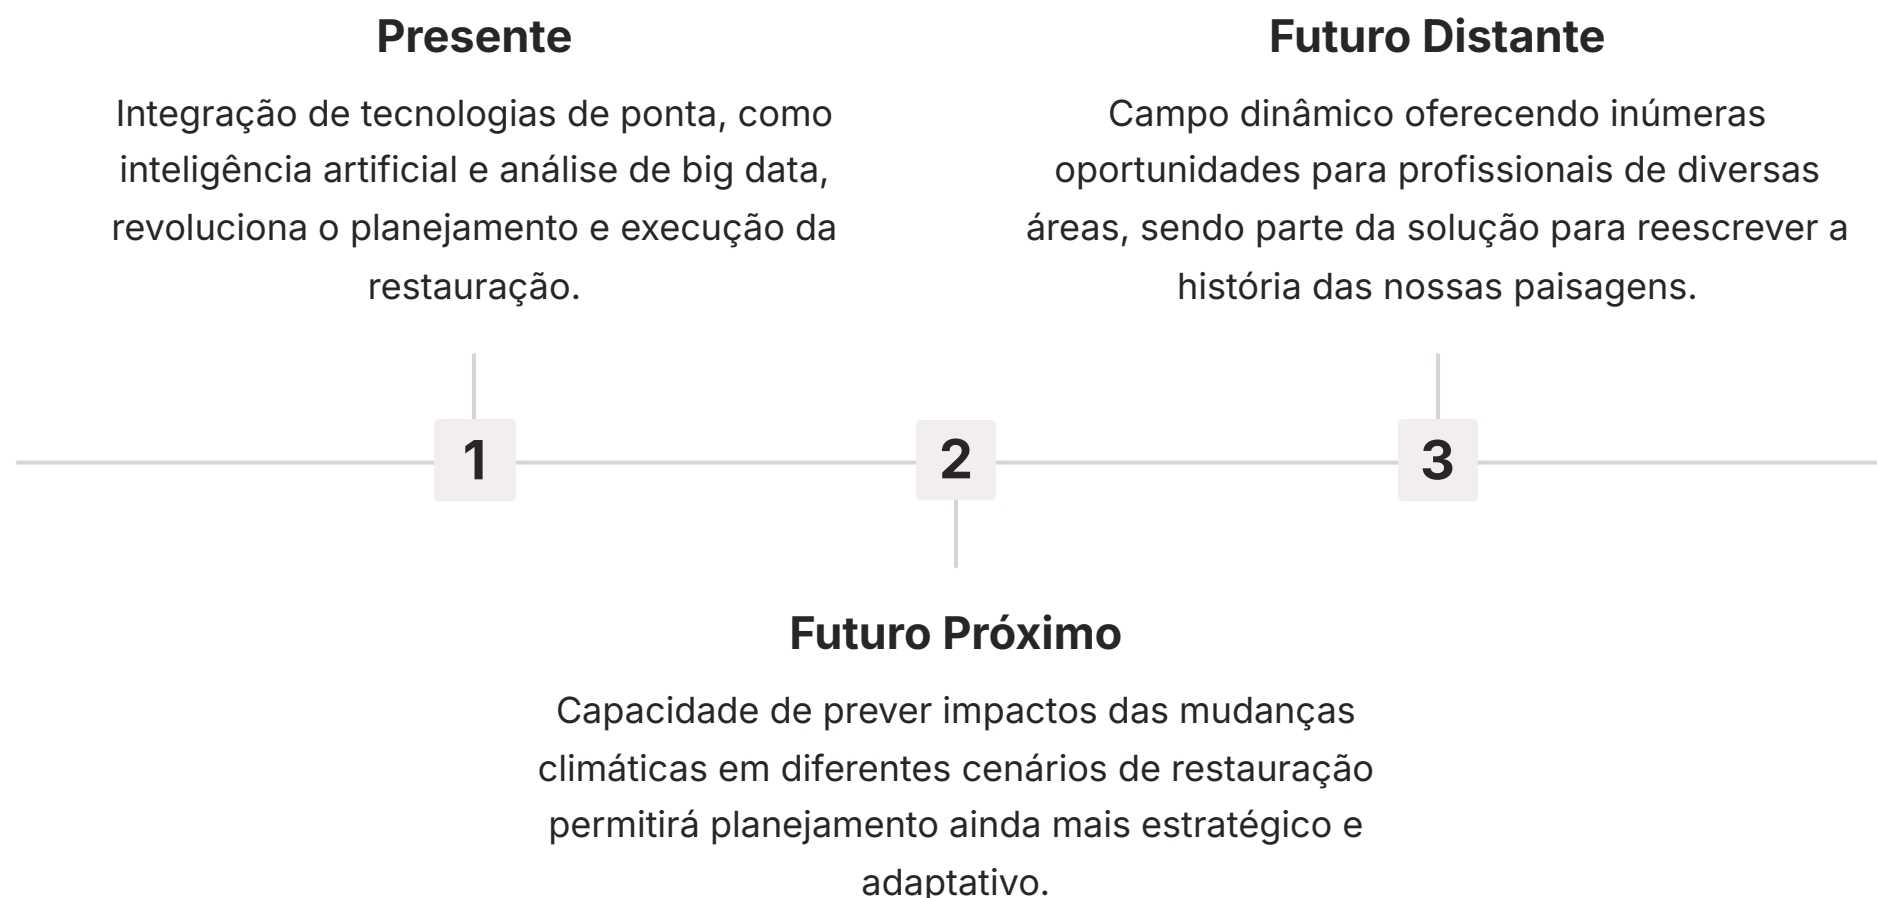 Presente
Integração de tecnologias de ponta, como
inteligência artificial e análise de big data,
revoluciona o planejamento e execução da
restauração.
Futuro Distante
Campo dinâmico oferecendo inúmeras
oportunidades para profissionais de diversas
áreas, sendo parte da solução para reescrever a
história das nossas paisagens.
1
2
3
Futuro Próximo
Capacidade de prever impactos das mudanças
climáticas em diferentes cenários de restauração
permitirá planejamento ainda mais estratégico e
adaptativo.